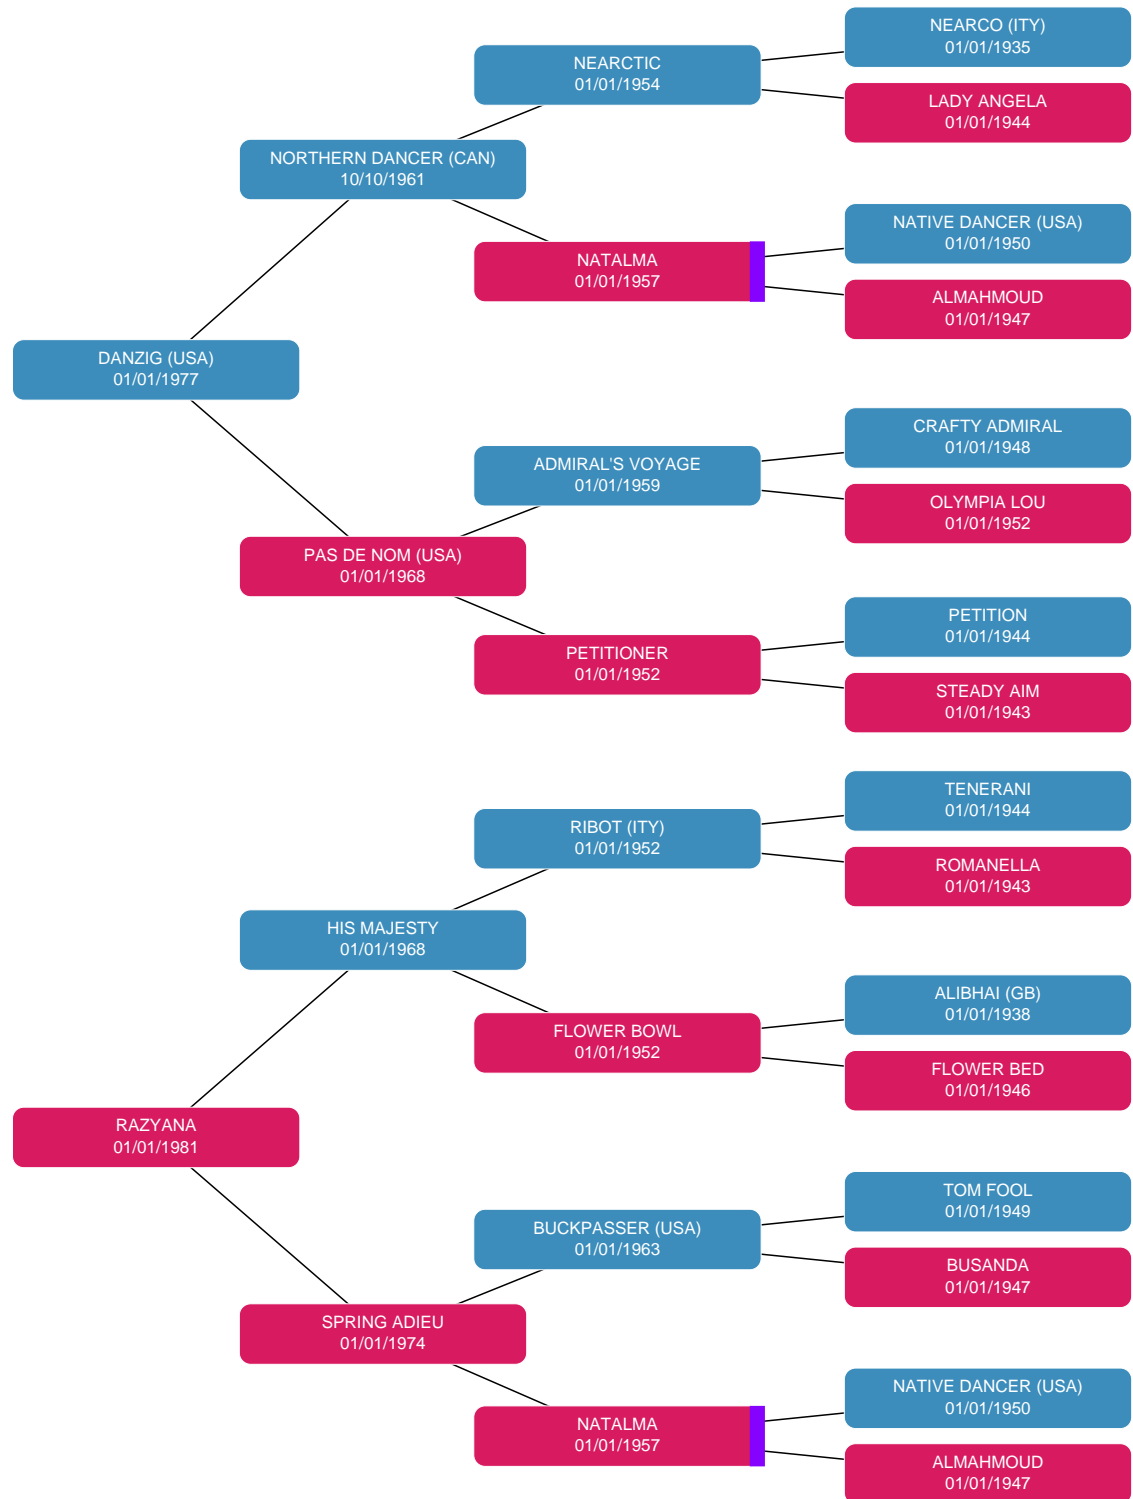 NEARCO (ITY)
01/01/1935
NEARCTIC
01/01/1954
LADY ANGELA
01/01/1944
NORTHERN DANCER (CAN)
10/10/1961
NATIVE DANCER (USA)
01/01/1950
NATALMA
01/01/1957
ALMAHMOUD
01/01/1947
DANZIG (USA)
01/01/1977
CRAFTY ADMIRAL
01/01/1948
ADMIRAL'S VOYAGE
01/01/1959
OLYMPIA LOU
01/01/1952
PAS DE NOM (USA)
01/01/1968
PETITION
01/01/1944
PETITIONER
01/01/1952
STEADY AIM
01/01/1943
TENERANI
01/01/1944
RIBOT (ITY)
01/01/1952
ROMANELLA
01/01/1943
HIS MAJESTY
01/01/1968
ALIBHAI (GB)
01/01/1938
FLOWER BOWL
01/01/1952
FLOWER BED
01/01/1946
RAZYANA
01/01/1981
TOM FOOL
01/01/1949
BUCKPASSER (USA)
01/01/1963
BUSANDA
01/01/1947
SPRING ADIEU
01/01/1974
NATIVE DANCER (USA)
01/01/1950
NATALMA
01/01/1957
ALMAHMOUD
01/01/1947